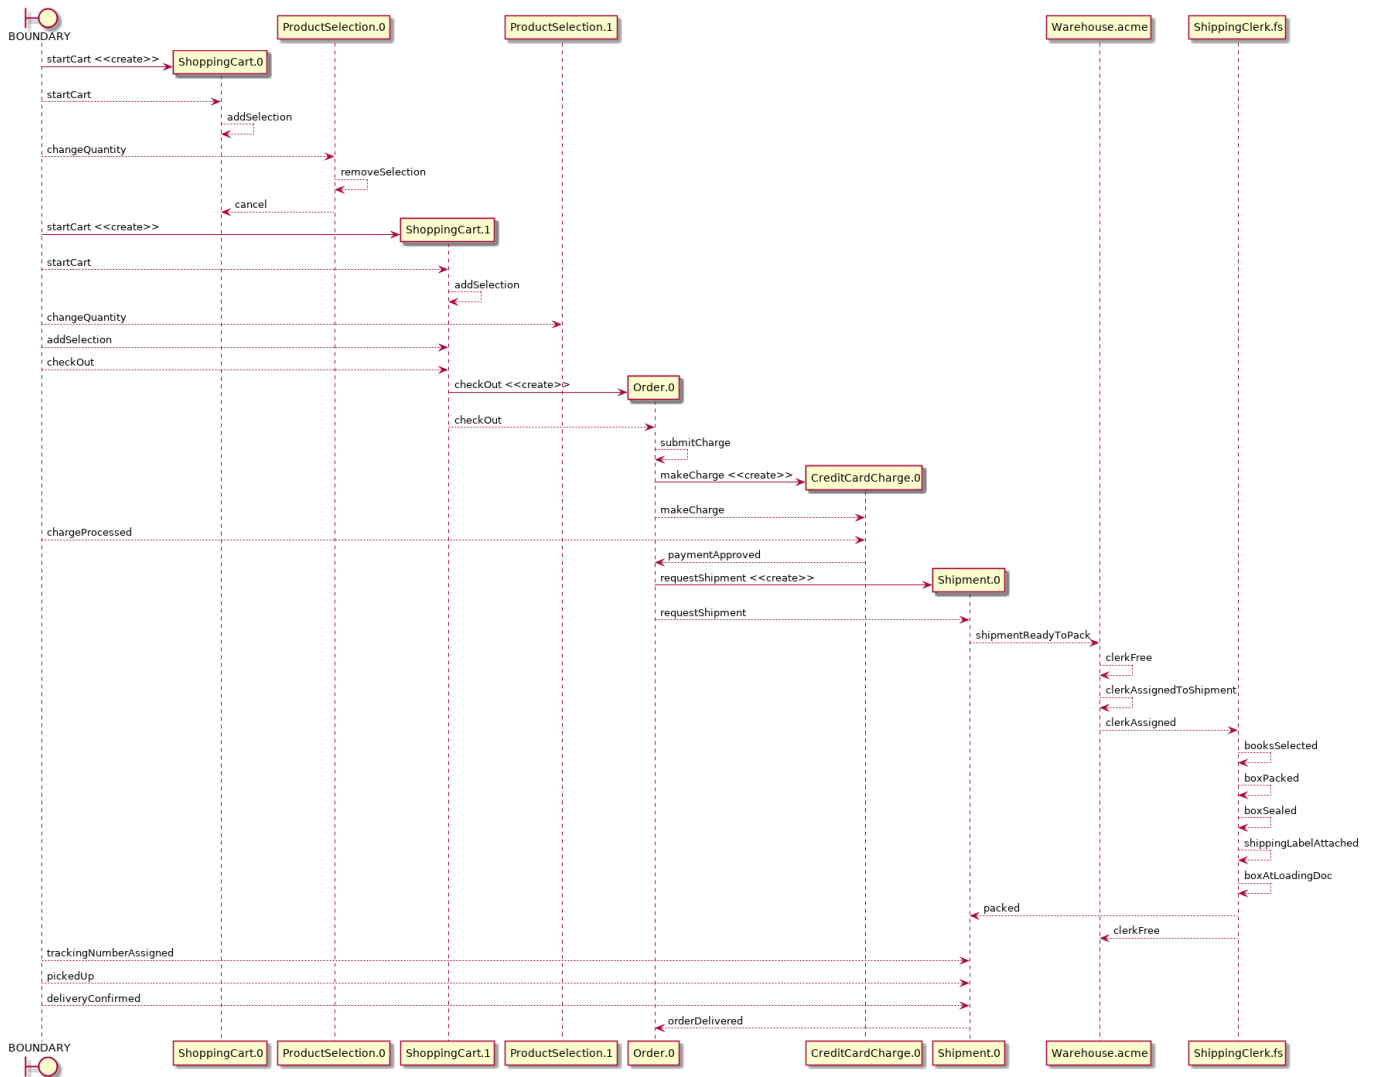 BOUNDARY
ProductSelection.0
ProductSelection.1
Warehouse.acme
ShippingClerk.fs
startCart <<create>>
ShoppingCart.0
startCart
addSelection
changeQuantity
removeSelection
cancel
startCart <<create>>
ShoppingCart.1
startCart
addSelection
changeQuantity
addSelection
checkOut
checkOut <<create>>
Order.0
checkOut
submitCharge
makeCharge <<create>>
CreditCardCharge.0
makeCharge
chargeProcessed
paymentApproved
requestShipment <<create>>
Shipment.0
requestShipment
shipmentReadyToPack
clerkFree
clerkAssignedToShipment
clerkAssigned
booksSelected
boxPacked
boxSealed
shippingLabelAttached
boxAtLoadingDoc
packed
clerkFree
trackingNumberAssigned
pickedUp
deliveryConfirmed
orderDelivered
BOUNDARY
ShoppingCart.0
ProductSelection.0
ShoppingCart.1
ProductSelection.1
Order.0
CreditCardCharge.0
Shipment.0
Warehouse.acme
ShippingClerk.fs